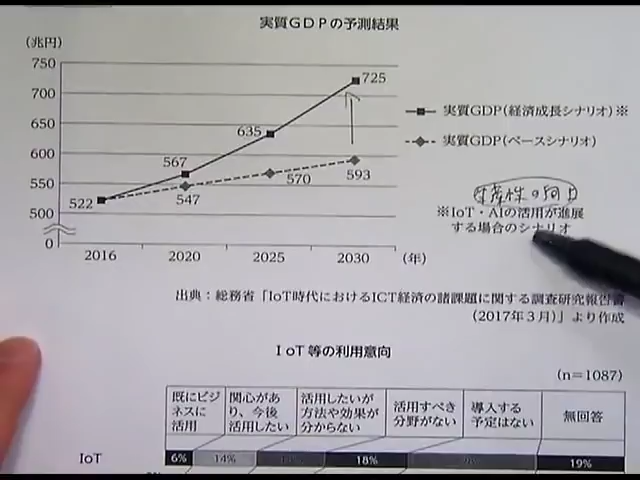 実質GDPの予測結果
(兆円)
750
700
650
600
550
500
0
522
567
635
725
547
570
593
2016
2020
2025
2030
(年)
実質GDP(経済成長シナリオ)※
実質GDP(ベースシナリオ)
生産性の向上
※IoT・AIの活用が進展
する場合のシナリオ
出典：総務省「IoT時代におけるICT経済の諸課題に関する調査研究報告書
(2017年3月)」より作成
IoT等の利用意向
(n＝1087)
既にビジ
ネスに
活用
関心があ
り、今後
活用したい
活用したいが
方法や効果が
分からない
活用すべき
分野がない
導入する
予定はない
無回答
IoT
6%
14%
18%
19%